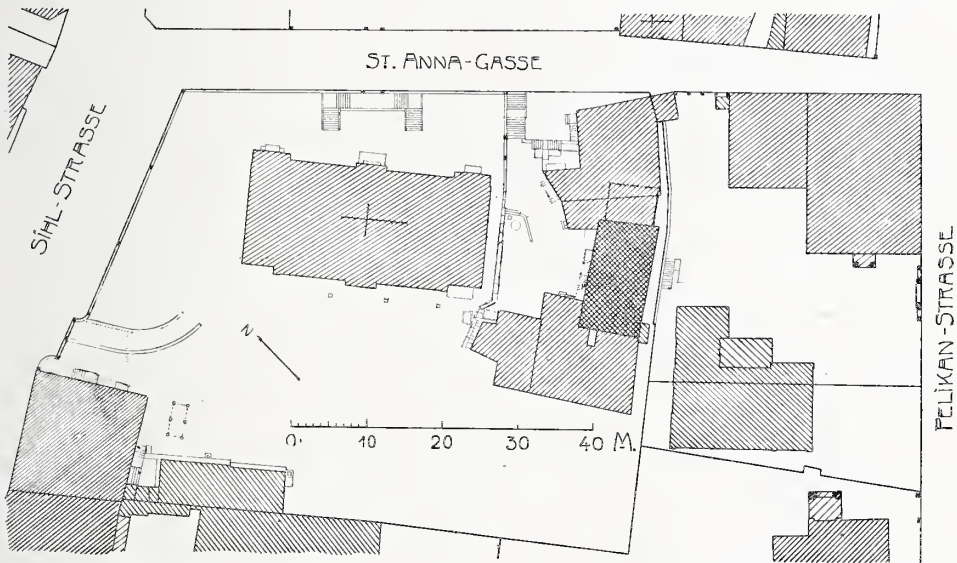 ST. ANNA-GASSE
SIHL-STRASSE
PELIKAN-STRASSE
N
0. 10 20 30 40 M.